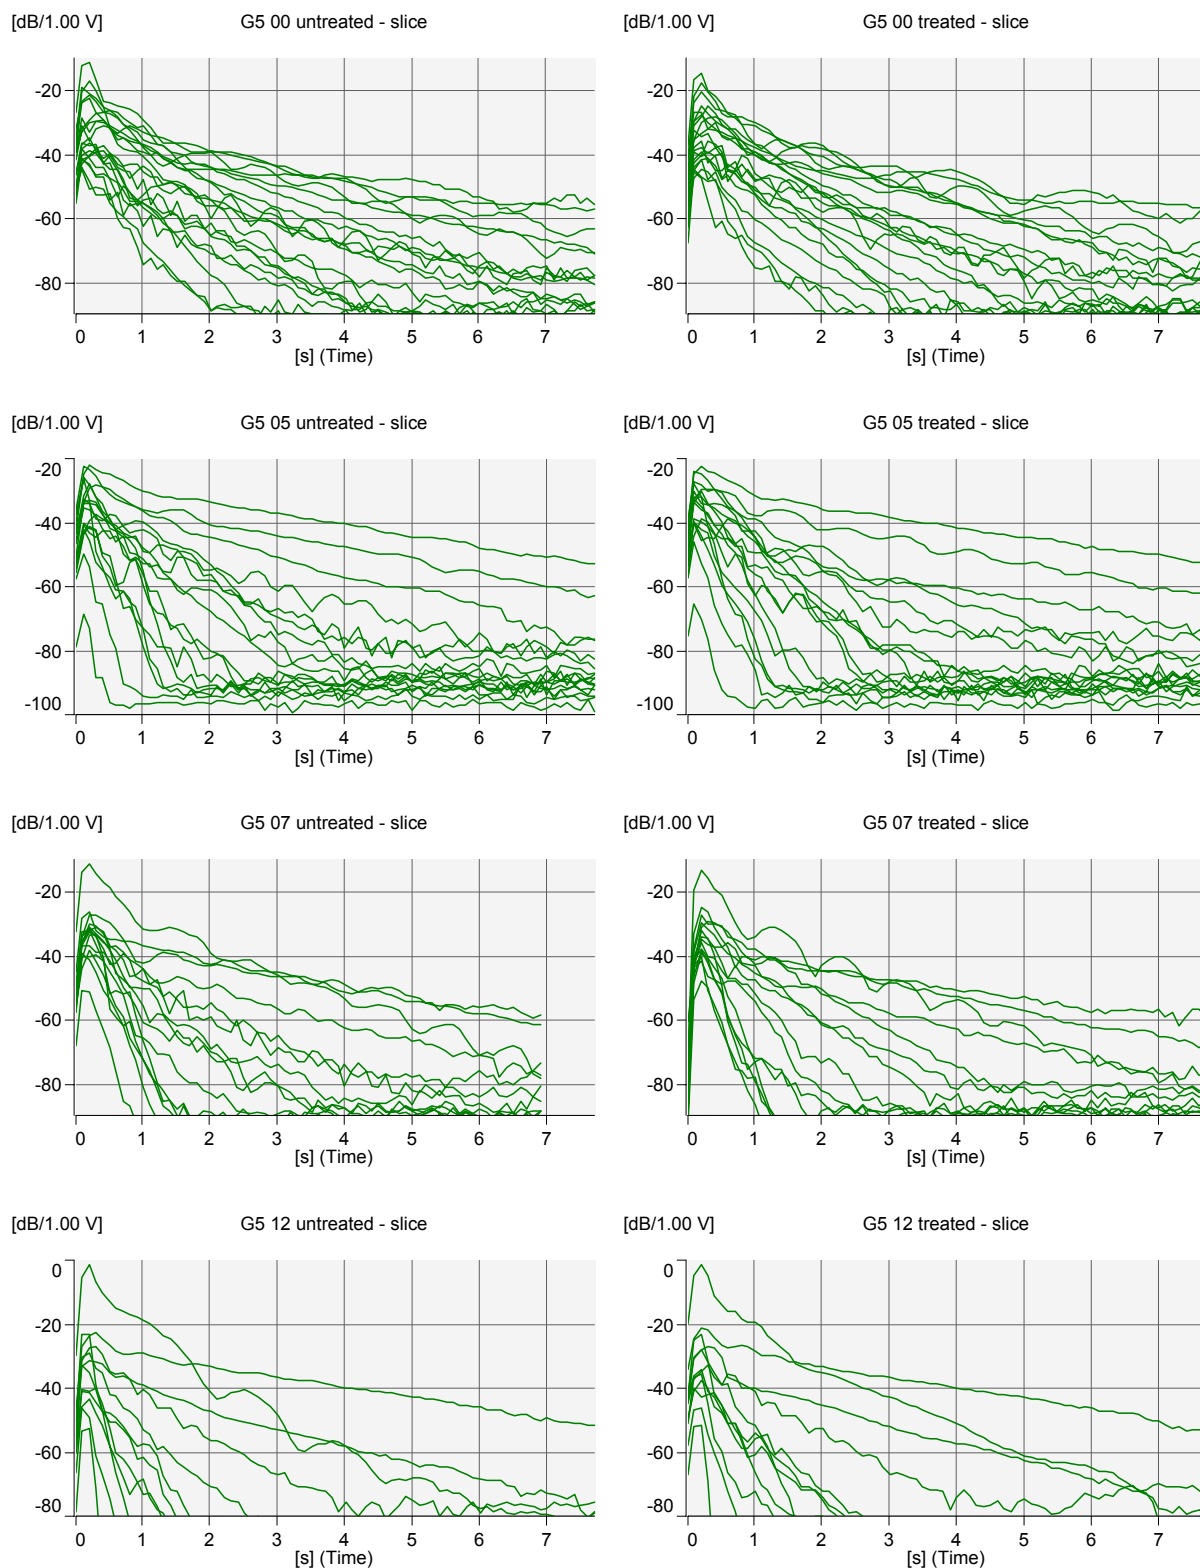 [dB/1.00 V] G5 00 untreated - slice [dB/1.00 V] G5 00 treated - slice
-20 -20
-40 -40
-60 -60
-80 -80
0 1 2 3 4 5 6 7 0 1 2 3 4 5 6 7
[s] (Time) [s] (Time)
[dB/1.00 V] G5 05 untreated - slice [dB/1.00 V] G5 05 treated - slice
-20 -20
-40 -40
-60 -60
-80 -80
-100 -100
0 1 2 3 4 5 6 7 0 1 2 3 4 5 6 7
[s] (Time) [s] (Time)
[dB/1.00 V] G5 07 untreated - slice [dB/1.00 V] G5 07 treated - slice
-20 -20
-40 -40
-60 -60
-80 -80
0 1 2 3 4 5 6 7 0 1 2 3 4 5 6 7
[s] (Time) [s] (Time)
[dB/1.00 V] G5 12 untreated - slice [dB/1.00 V] G5 12 treated - slice
0 0
-20 -20
-40 -40
-60 -60
-80 -80
0 1 2 3 4 5 6 7 0 1 2 3 4 5 6 7
[s] (Time) [s] (Time)